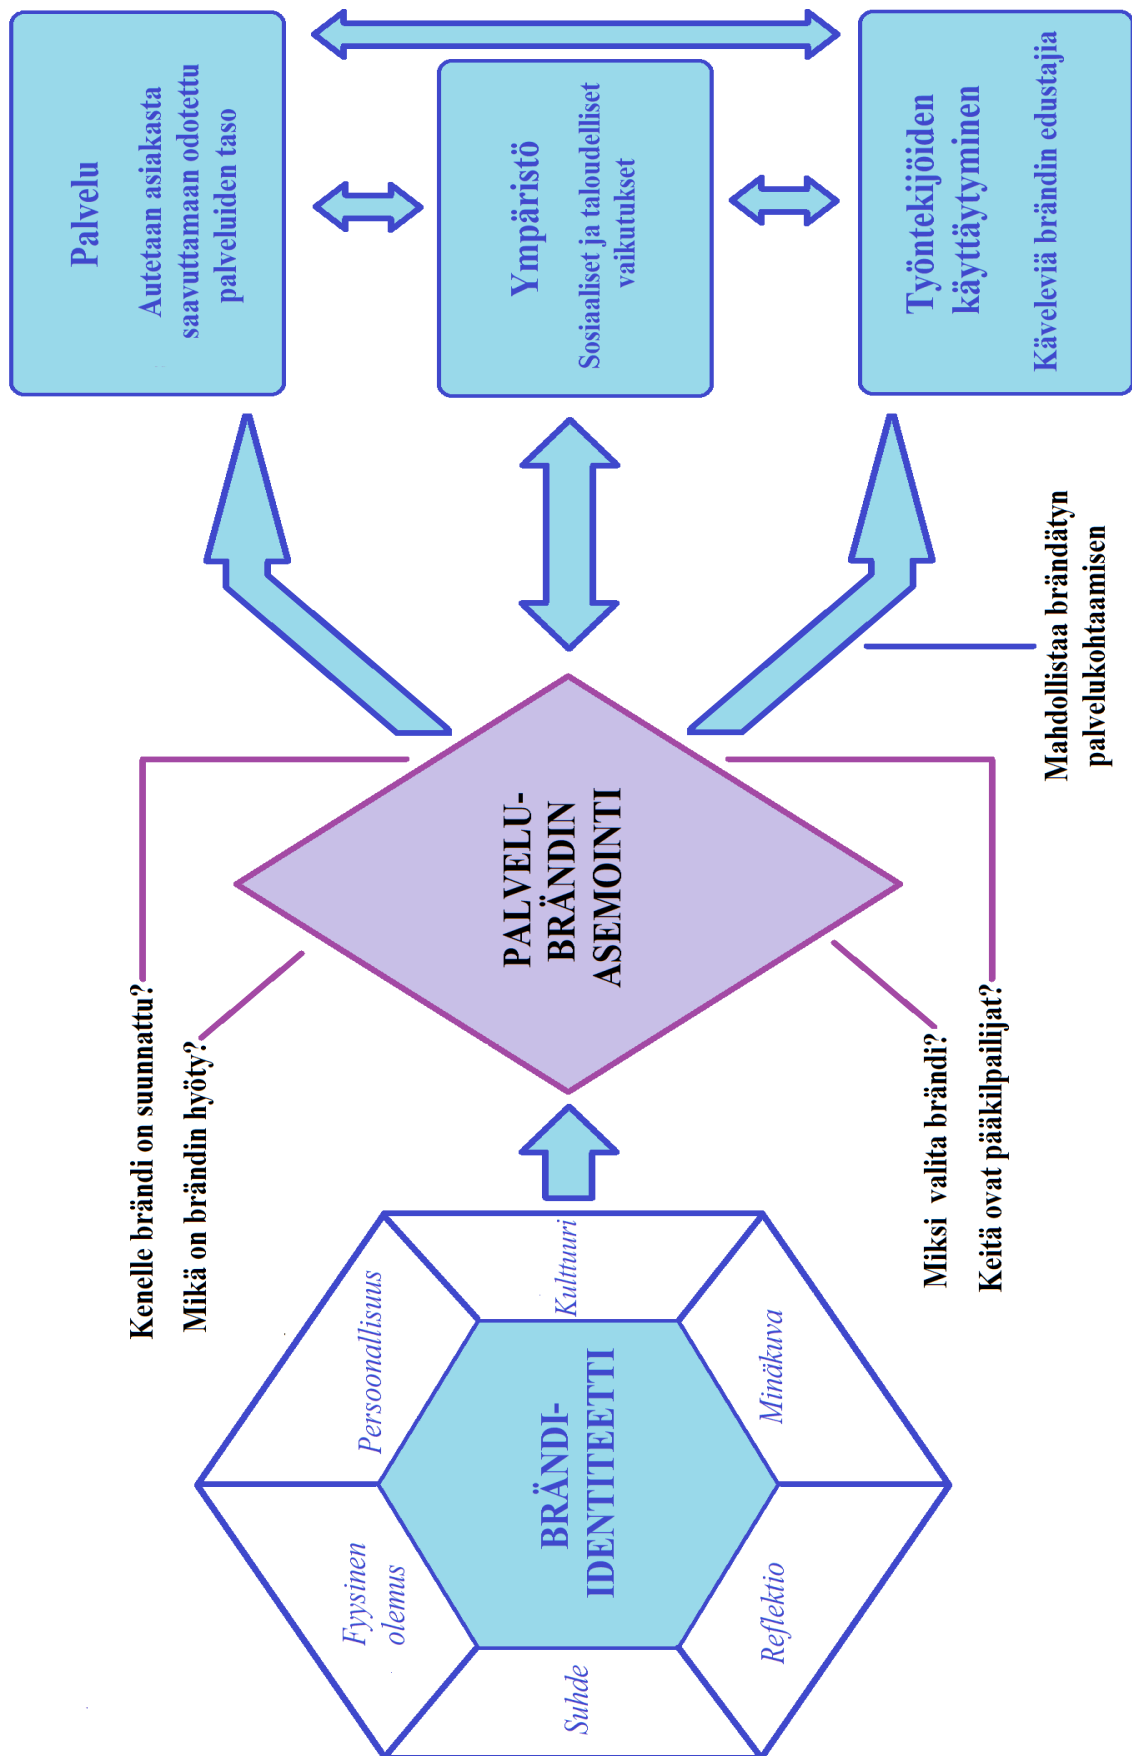 Kenelle brändi on suunnattu?
Mikä on brändin hyöty?
Fyysinen
olemus
Persoonallisuus
Suhde
BRÄNDI-
IDENTITEETTI
Kulttuuri
Reflektio
Minäkuva
PALVELU-
BRÄNDIN
ASEMOINTI
Miksi valita brändi?
Keitä ovat pääkilpailijat?
Mahdollistaa brändätyn
palvelukohtaamisen
Palvelu
Autetaan asiakasta
saavuttamaan odotettu
palveluiden taso
Ympäristö
Sosiaaliset ja taloudelliset
vaikutukset
Työntekijöiden
käyttäytyminen
Käveleviä brändin edustajia